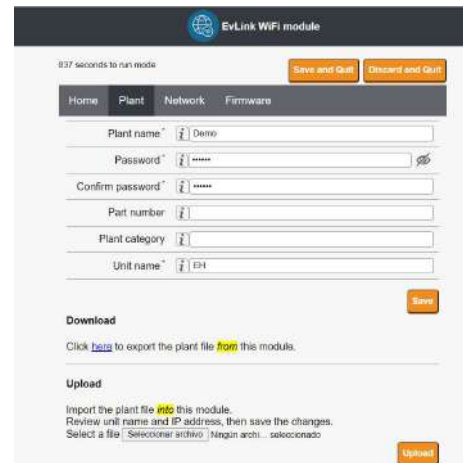 EvLink WiFi module
837 seconds to run mode
Save and Quit Discard and Quit
Home Plant Network Firmware
Plant name* i Demo
Password* i ••••••
Confirm password* i ••••••
Part number i
Plant category i
Unit name* i EH
Save
Download
Click here to export the plant file from this module.
Upload
Import the plant file into this module.
Review unit name and IP address, then save the changes.
Select a file Seleccionar archivo Ningún archi... seleccionado
Upload